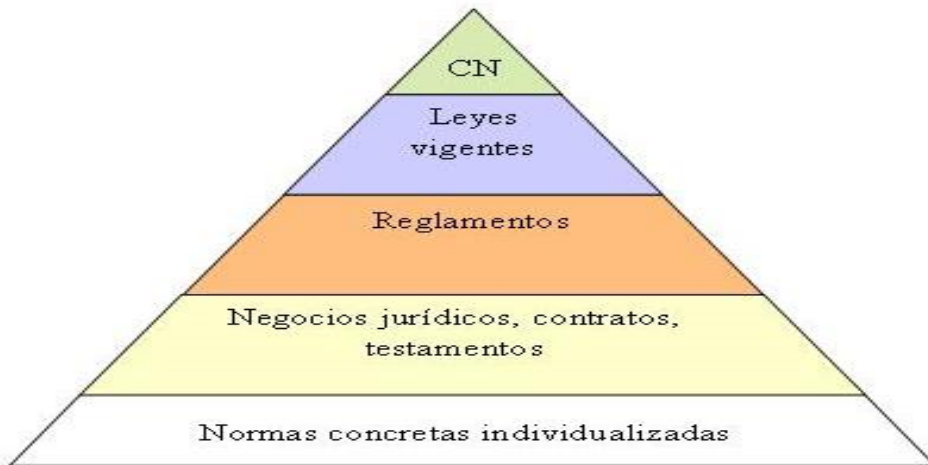 CN
Leyes
vigentes
Reglamentos
Negocios jurídicos, contratos,
testamentos
Normas concretas individualizadas